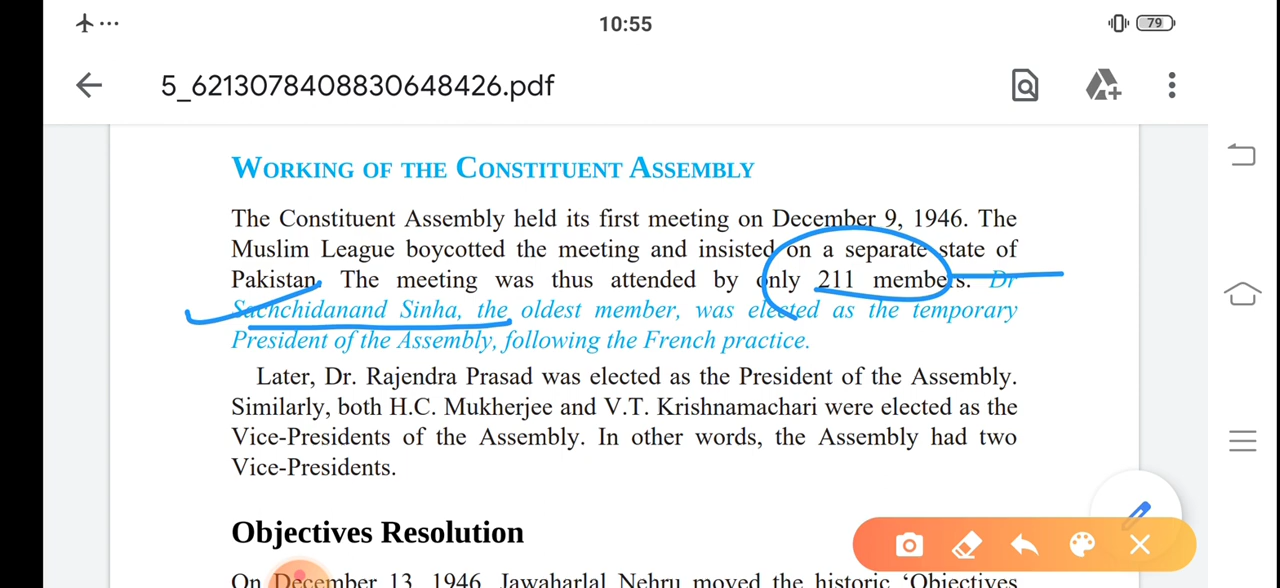 10:55
79
5_6213078408830648426.pdf
WORKING OF THE CONSTITUENT ASSEMBLY
The Constituent Assembly held its first meeting on December 9, 1946. The
Muslim League boycotted the meeting and insisted on a separate state of
Pakistan. The meeting was thus attended by only 211 members. Dr
Sachchidanand Sinha, the oldest member, was elected as the temporary
President of the Assembly, following the French practice.
Later, Dr. Rajendra Prasad was elected as the President of the Assembly.
Similarly, both H.C. Mukherjee and V.T. Krishnamachari were elected as the
Vice-Presidents of the Assembly. In other words, the Assembly had two
Vice-Presidents.
Objectives Resolution
On December 13, 1946, Jawaharlal Nehru moved the historic ‘Objectives